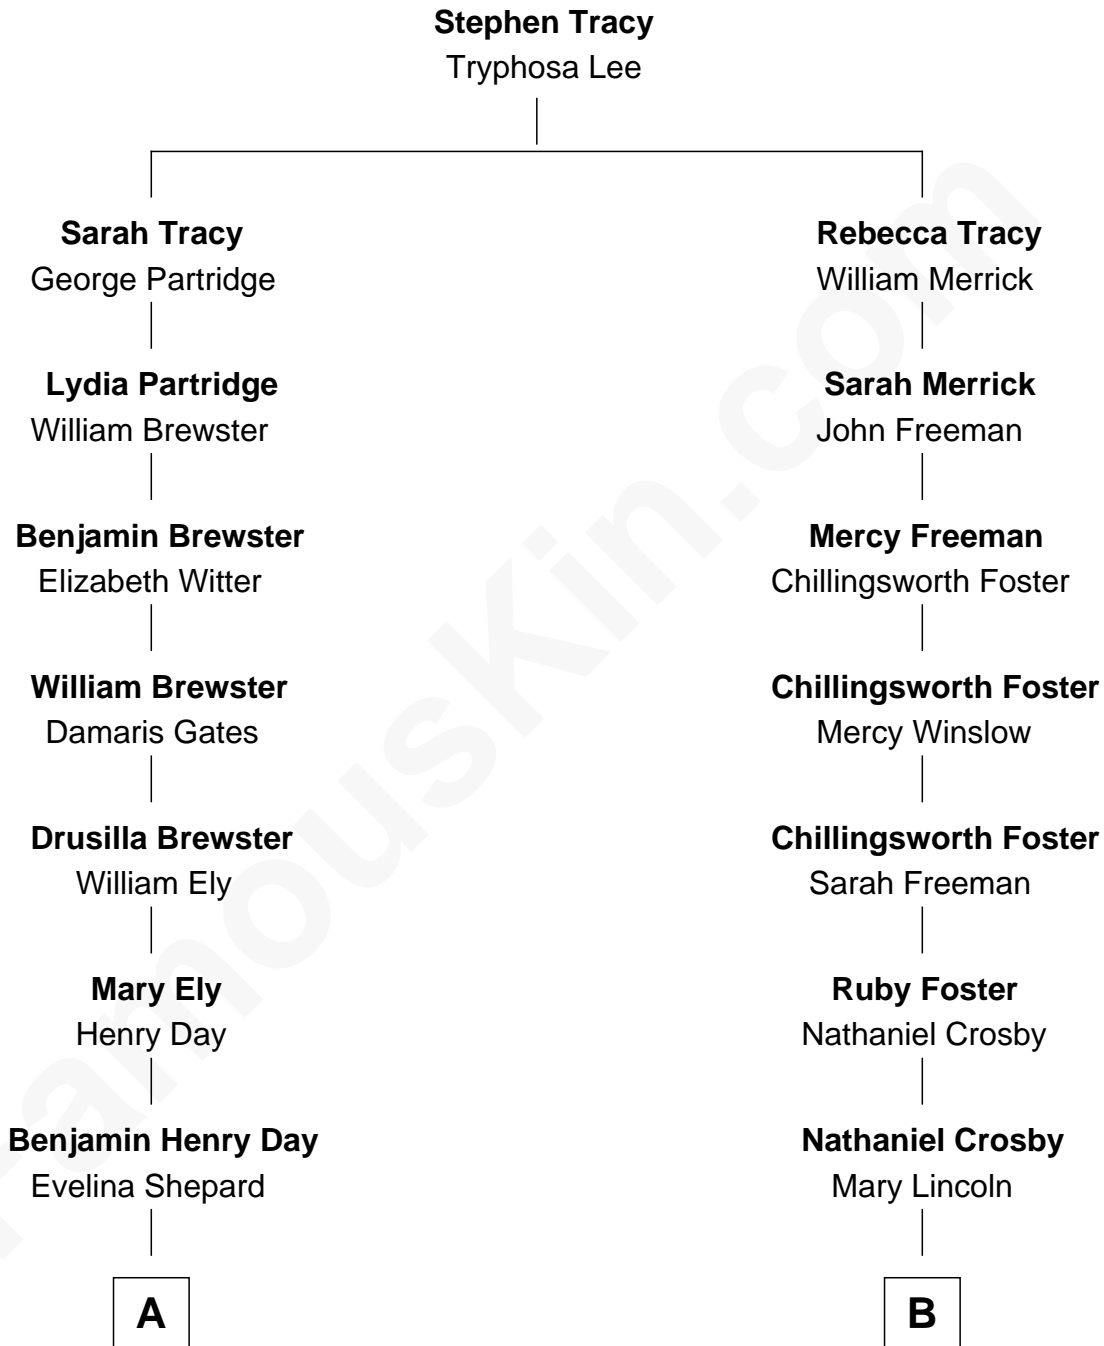 Stephen Tracy
Tryphosa Lee
Sarah Tracy
George Partridge
Rebecca Tracy
William Merrick
Lydia Partridge
William Brewster
Sarah Merrick
John Freeman
Benjamin Brewster
Elizabeth Witter
Mercy Freeman
Chillingsworth Foster
William Brewster
Damaris Gates
Chillingsworth Foster
Mercy Winslow
Drusilla Brewster
William Ely
Chillingsworth Foster
Sarah Freeman
Mary Ely
Henry Day
Ruby Foster
Nathaniel Crosby
Benjamin Henry Day
Evelina Shepard
Nathaniel Crosby
Mary Lincoln
A
B
FamousKin.com